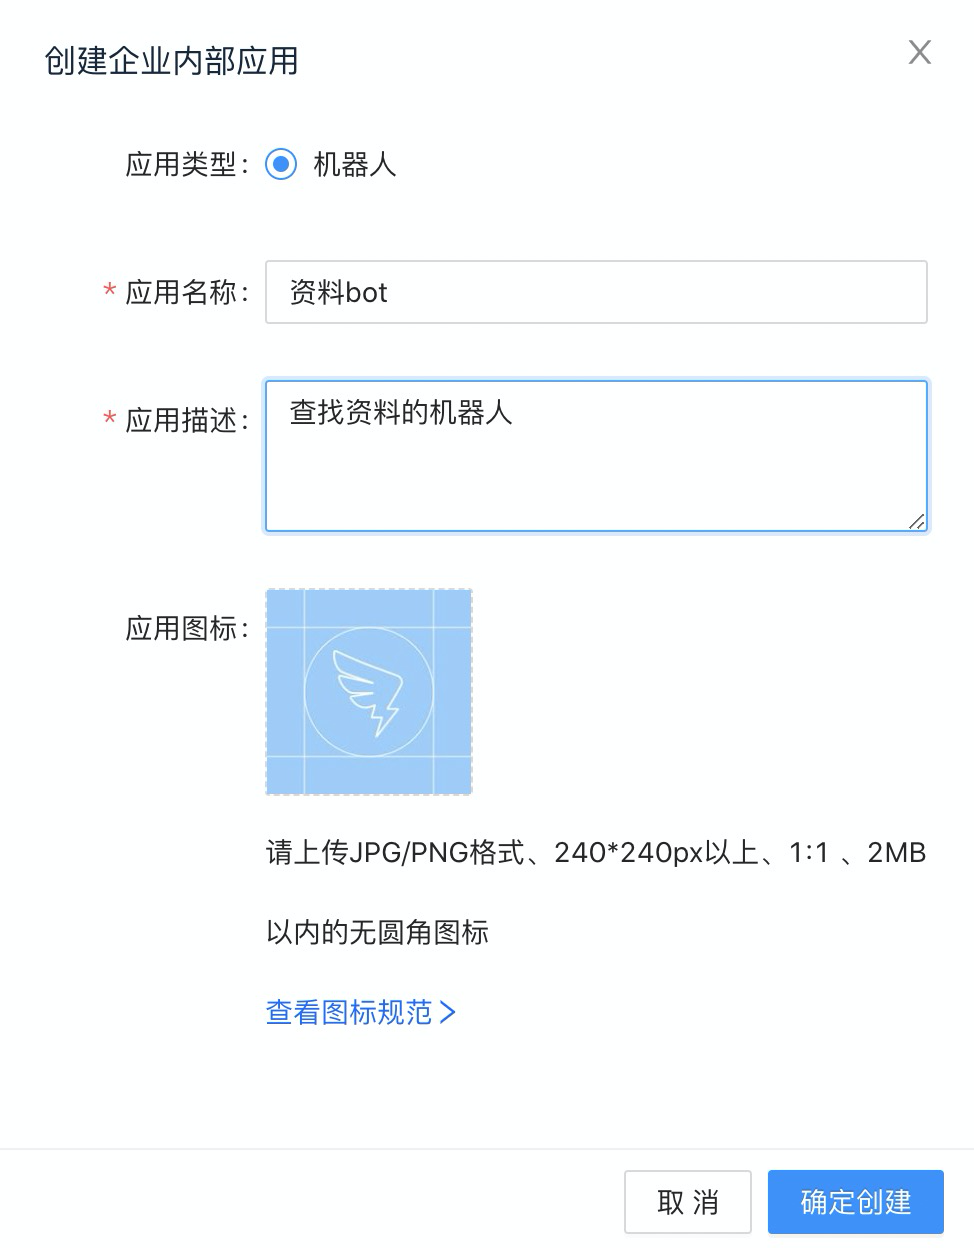 创建企业内部应用
X
应用类型: 机器人
* 应用名称: 资料bot
* 应用描述: 查找资料的机器人
应用图标:
请上传JPG/PNG格式、240*240px以上、1:1 、2MB
以内的无圆角图标
查看图标规范 >
取 消 确定创建